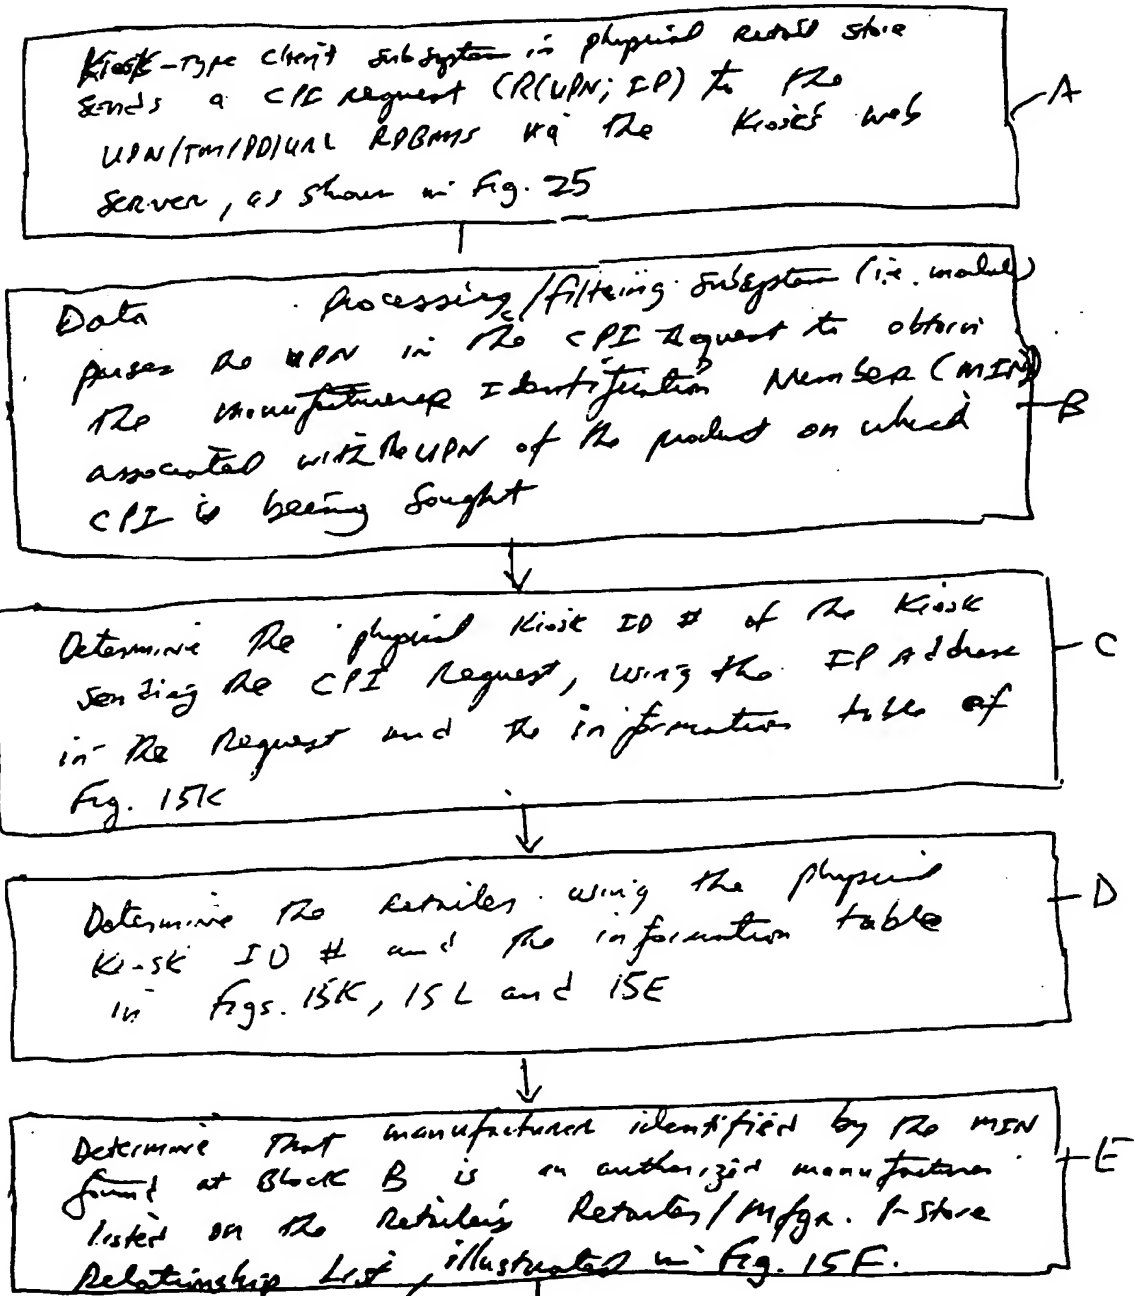 Kiosk-type client subsystem in physical retail store
sends a CPI request (R(UPN; IP) to the
UPN/TM/PD/URL RDBMS via the Kiosk's web
Server, as shown in Fig. 25
A
Data Processing/filtering subsystem (i.e. module)
parses the UPN in the CPI request to obtain
the manufacturer Identification Number (MIN)
B
associated with the UPN of the product on which
CPI is being sought
Determine the physical Kiosk ID # of the Kiosk
C
sending the CPI Request, using the IP Address
in the Request and the information table of
Fig. 15K
Determine the retailer using the physical
D
Kiosk ID # and the information table
in Figs. 15K, 15L and 15E
Determine that manufacturer identified by the MIN
E
found at Block B is an authorized manufacturer
listed on the Retailer's Retailer/Mfgr. P-Store
Relationship List, illustrated in Fig. 15F.